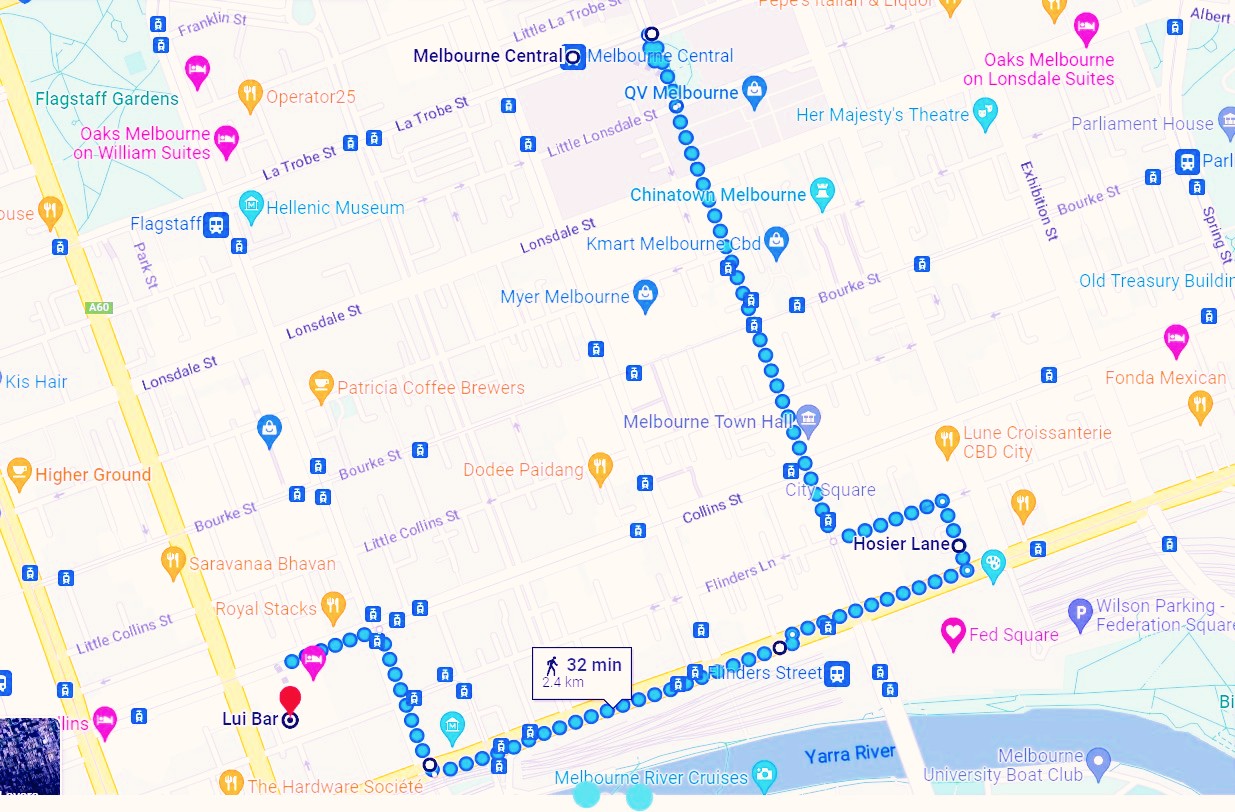 Franklin St
Little La Trobe St
Albert
Melbourne Central
Melbourne Central
Oaks Melbourne
on Lonsdale Suites
Flagstaff Gardens
Operator25
QV Melbourne
La Trobe St
Her Majesty's Theatre
Parliament House
Oaks Melbourne
on William Suites
Little Lonsdale St
La Trobe St
Exhibition St
Chinatown Melbourne
Bourke St
Hellenic Museum
Flagstaff
Spring St
Park St
Lonsdale St
Kmart Melbourne Cbd
Old Treasury Buildin
Myer Melbourne
Bourke St
A60
Lonsdale St
Lonsdale St
Kis Hair
Patricia Coffee Brewers
Fonda Mexican
Melbourne Town Hall
Lune Croissanterie
CBD City
Higher Ground
Bourke St
Dodee Paidang
City Square
Collins St
Bourke St
Little Collins St
Hosier Lane
Saravanaa Bhavan
Flinders Ln
Royal Stacks
Little Collins St
Wilson Parking -
Federation Square
Fed Square
32 min
2.4 km
Flinders Street
Lui Bar
Yarra River
Melbourne
University Boat Club
Melbourne River Cruises
The Hardware Société